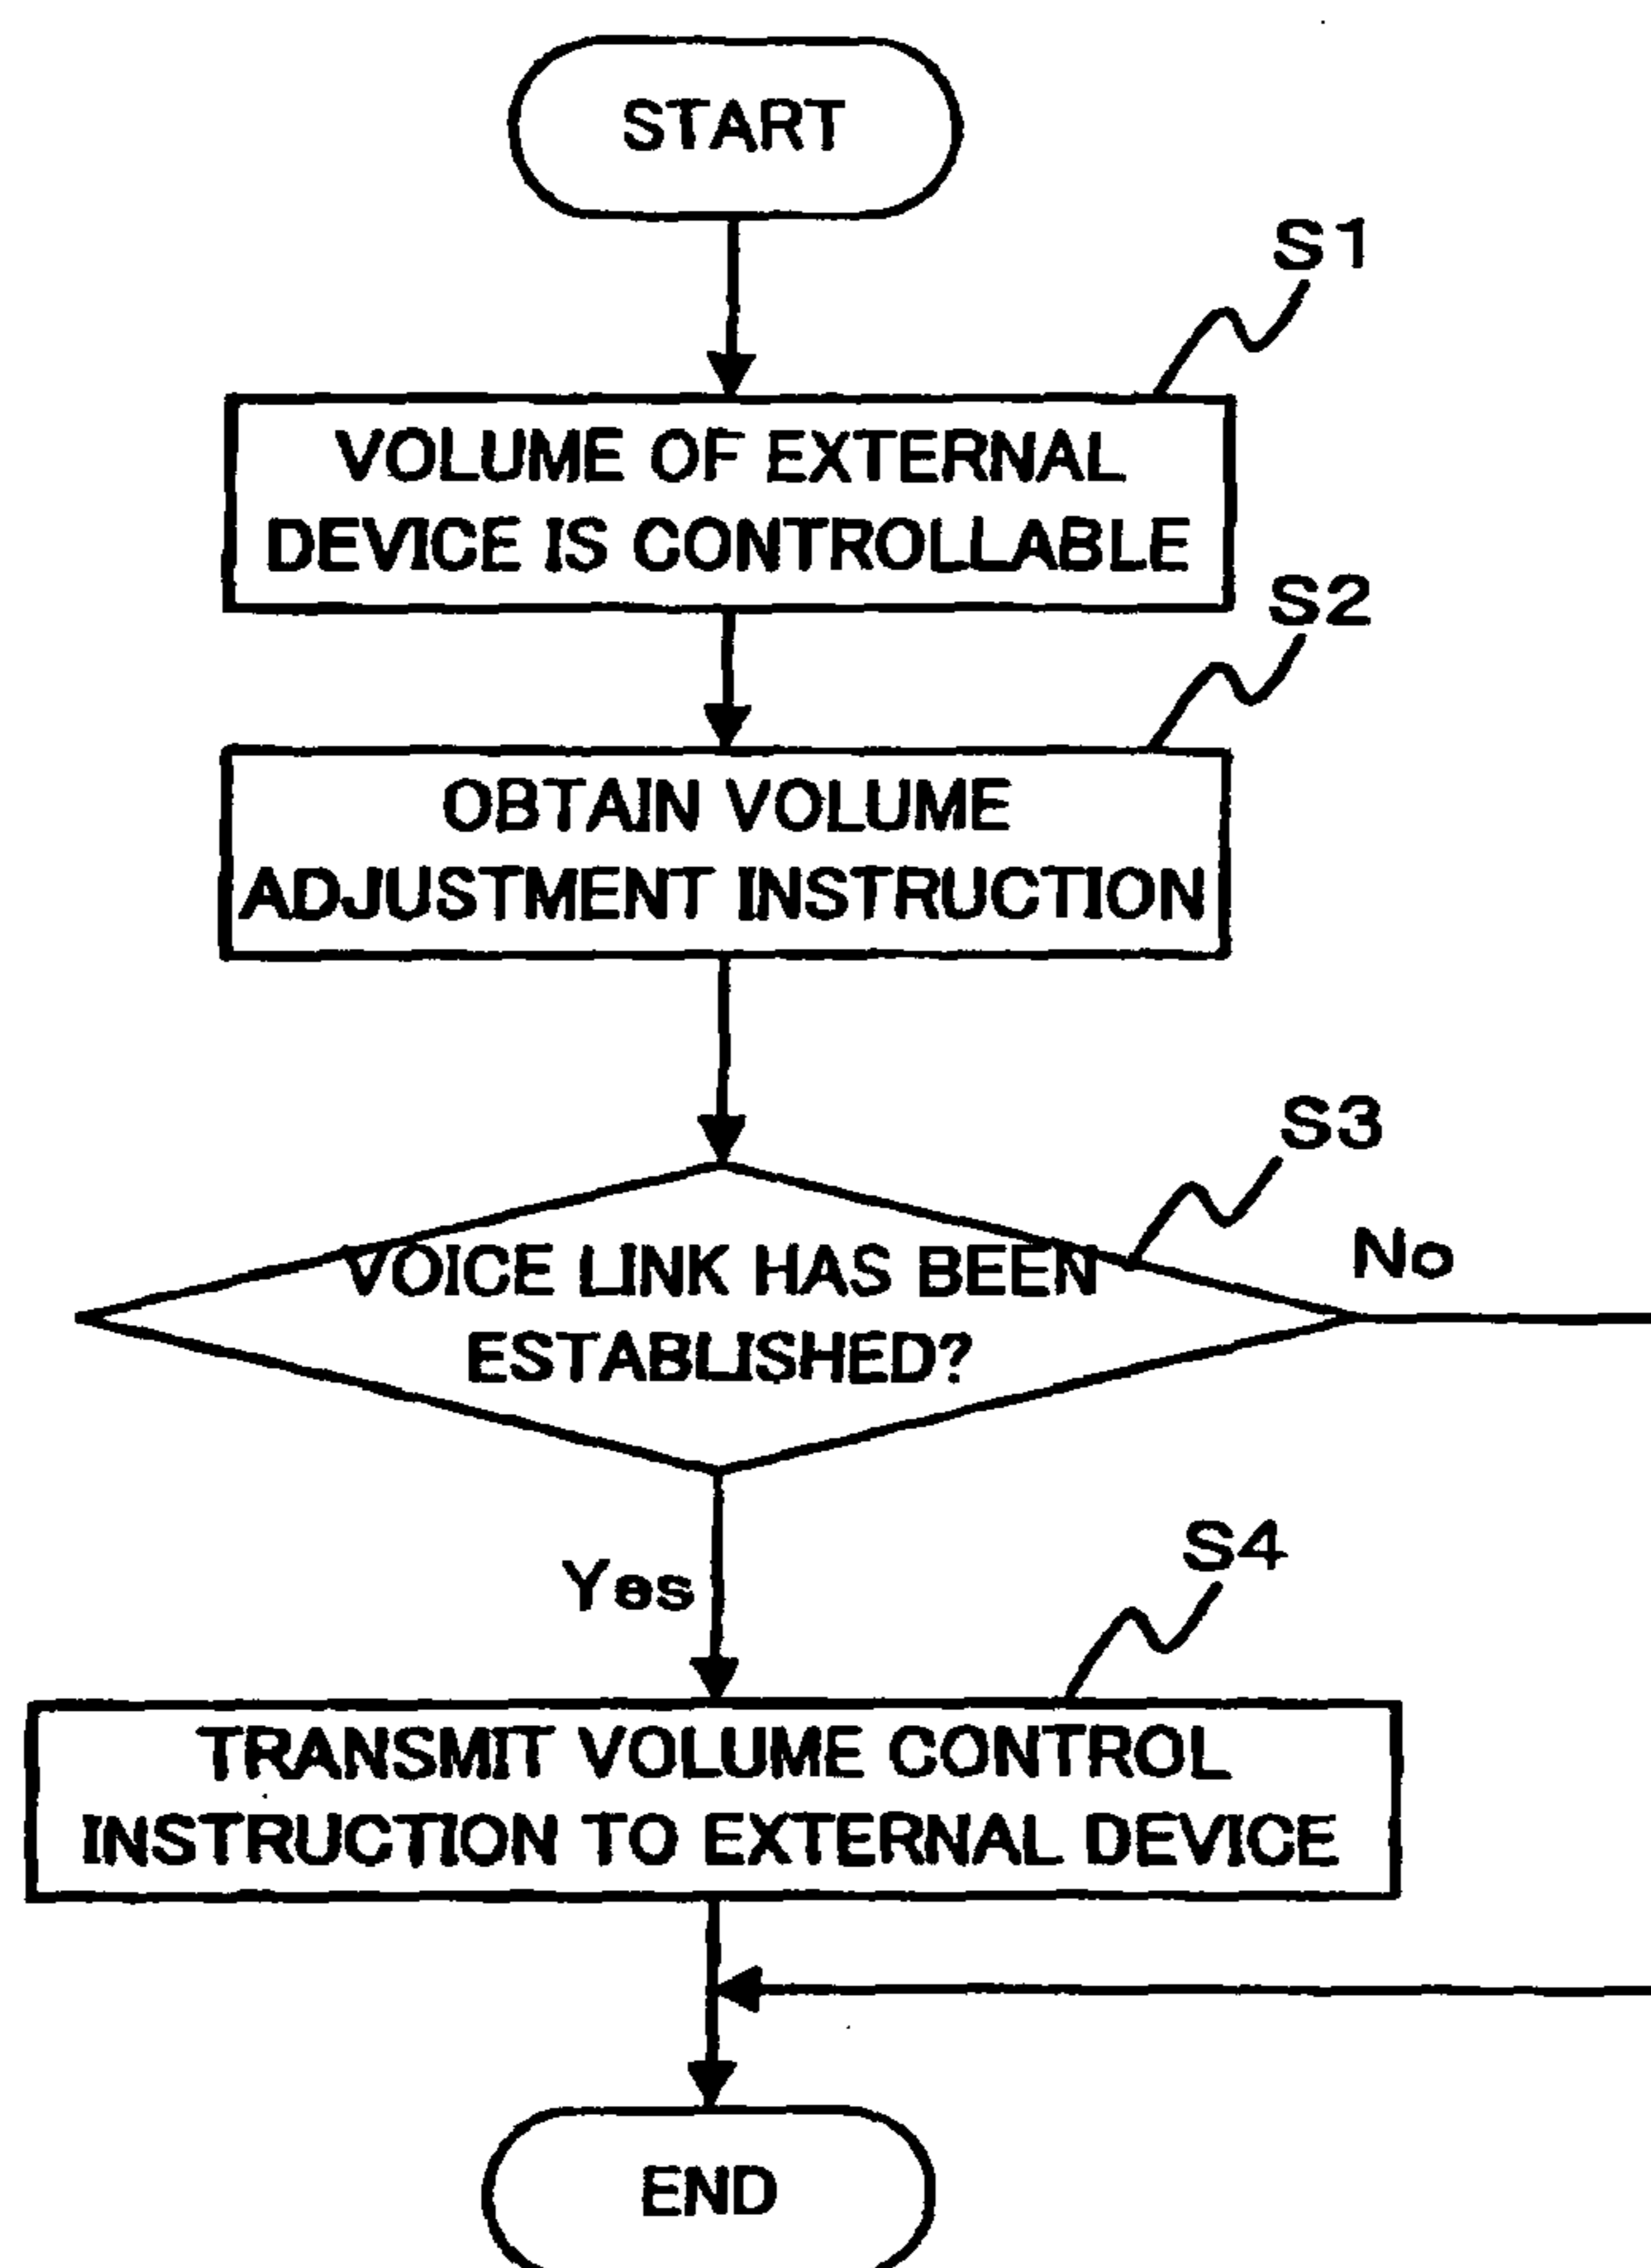 START
S1
VOLUME OF EXTERNAL
DEVICE IS CONTROLLABLE
S2
OBTAIN VOLUME
ADJUSTMENT INSTRUCTION
S3
VOICE LINK HAS BEEN
ESTABLISHED?
No
Yes
S4
TRANSMIT VOLUME CONTROL
INSTRUCTION TO EXTERNAL DEVICE
END